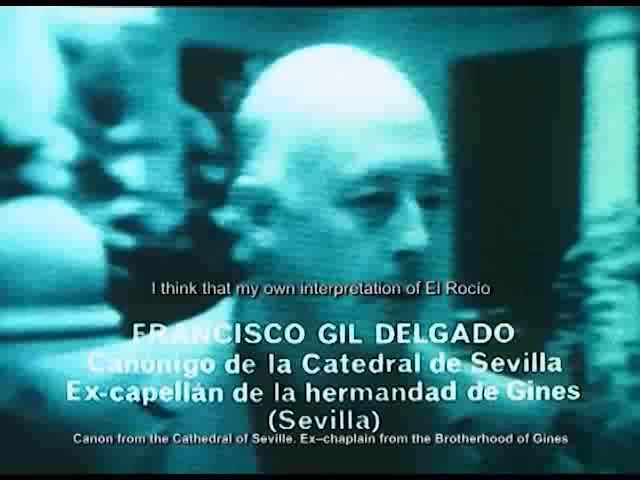 I think that my own interpretation of El Rocío
FRANCISCO GIL DELGADO
Canónigo de la Catedral de Sevilla
Ex-capellán de la hermandad de Gines
(Sevilla)
Canon from the Cathedral of Seville. Ex–chaplain from the Brotherhood of Gines